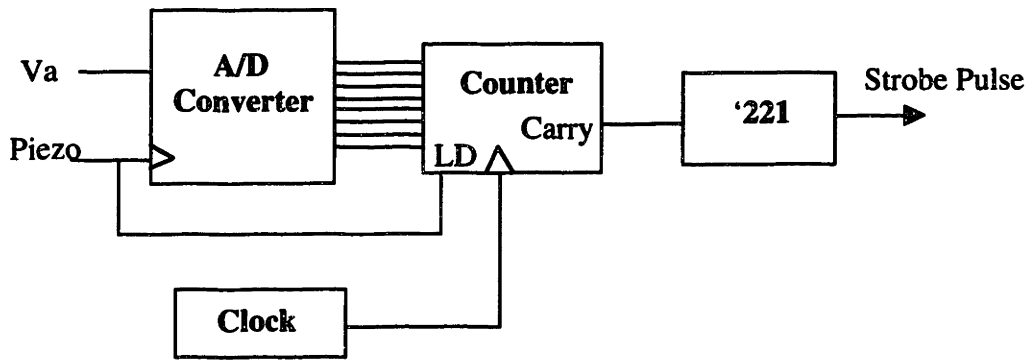 Va
Piezo
A/D
Converter
Counter
Carry
LD
'221
Strobe Pulse
Clock